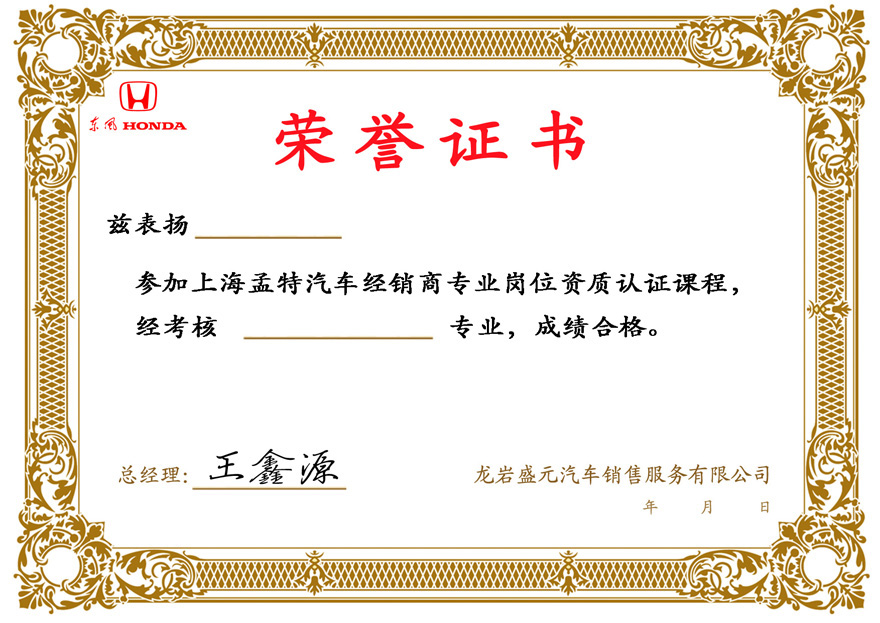 东风 HONDA
荣誉证书
兹表扬
参加上海孟特汽车经销商专业岗位资质认证课程，
经考核 专业，成绩合格。
总经理：王鑫源
龙岩盛元汽车销售服务有限公司
年 月 日